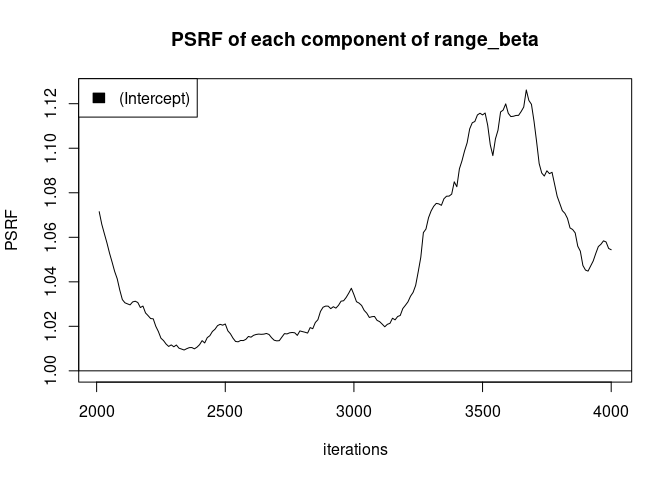 PSRF of each component of range_beta
(Intercept)
PSRF
1.12
1.10
1.08
1.06
1.04
1.02
1.00
2000 2500 3000 3500 4000
iterations